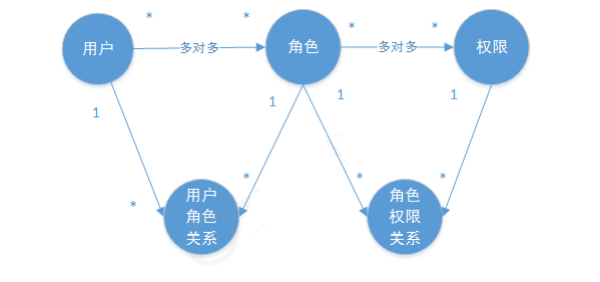 * * * *
用户 多对多 角色 多对多 权限
1 1 1 1
* * * *
用户
角色
关系
角色
权限
关系